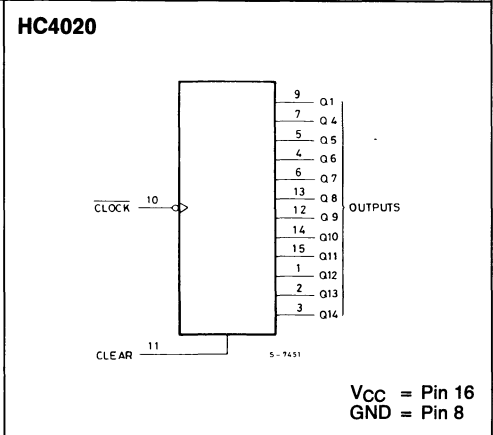 HC4020
9 Q1
7 Q4
5 Q5
4 Q6
6 Q7
13 Q8
CLOCK 10
12 Q9
OUTPUTS
14 Q10
15 Q11
1 Q12
2 Q13
3 Q14
CLEAR 11
S-7451
VCC = Pin 16
GND = Pin 8